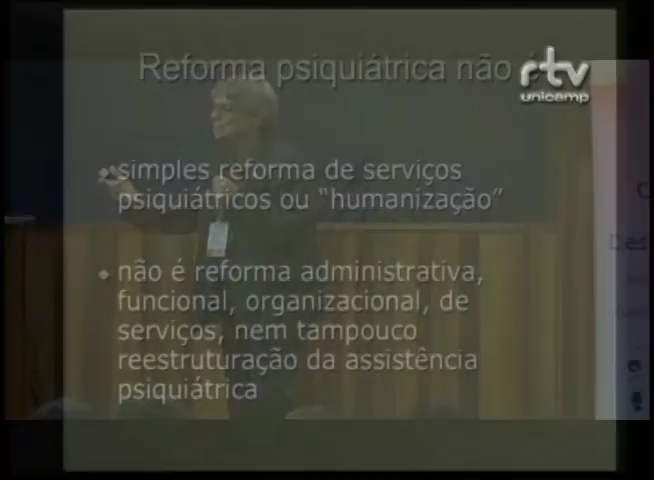 Reforma psiquiátrica não é
rtv
unicamp
simples reforma de serviços
psiquiátricos ou “humanização”
não é reforma administrativa,
funcional, organizacional, de
serviços, nem tampouco
reestruturação da assistência
psiquiátrica